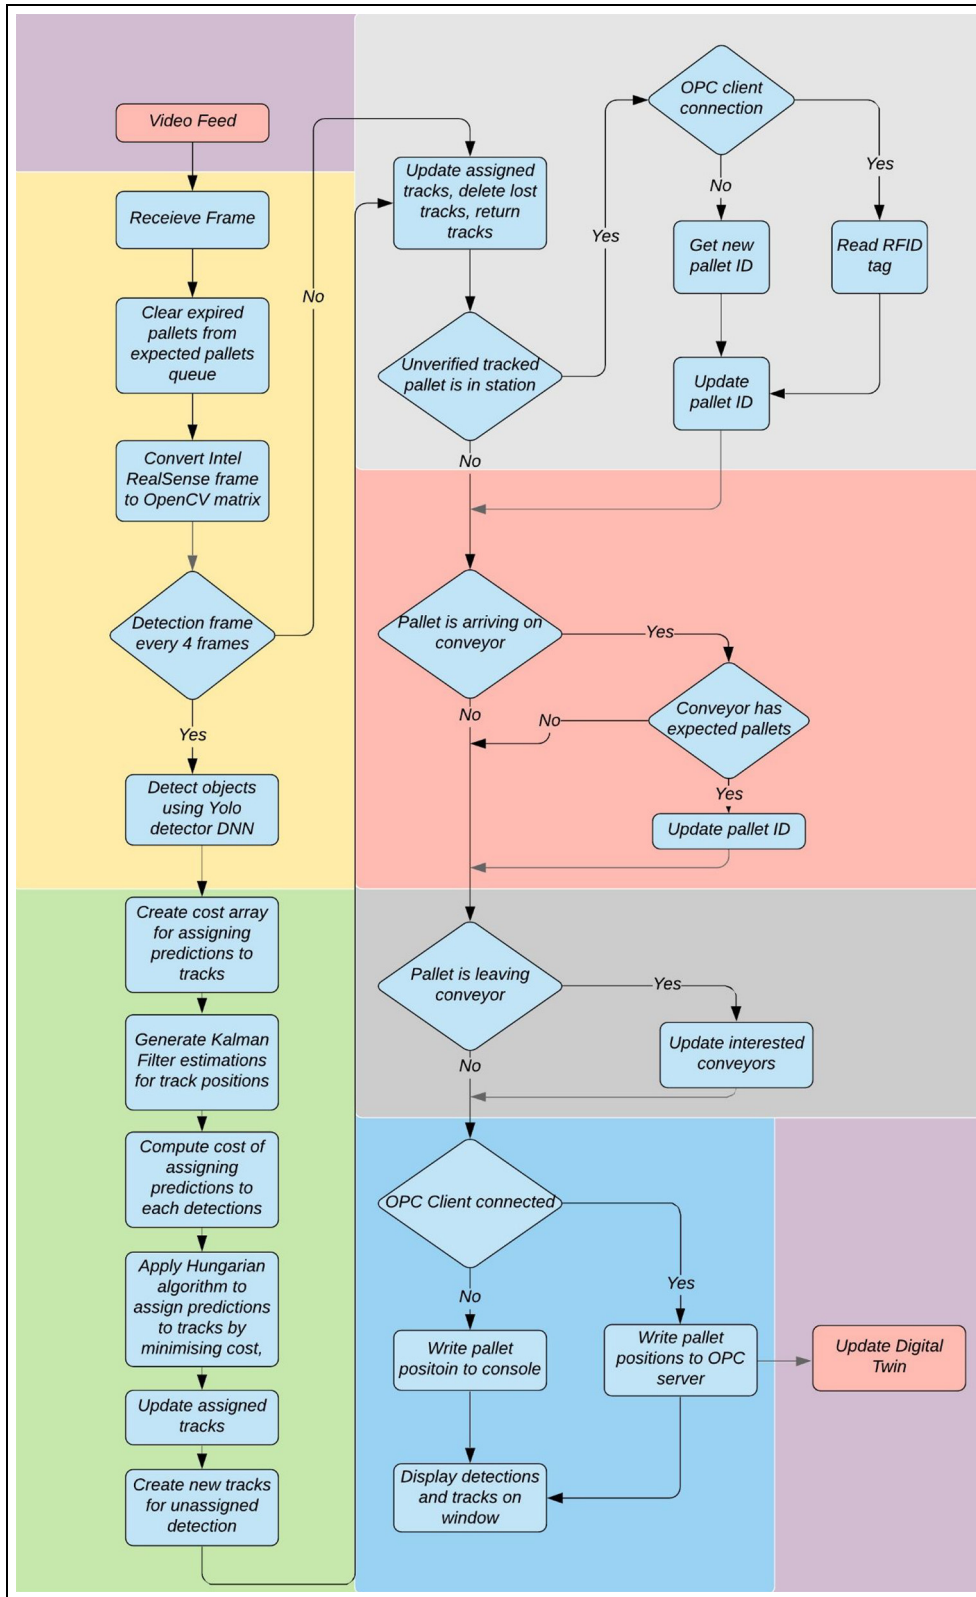 Video Feed
Receieve Frame
Clear expired
pallets from
expected pallets
queue
Convert Intel
RealSense frame
to OpenCV matrix
Detection frame
every 4 frames
No
Yes
Detect objects
using Yolo
detector DNN
Create cost array
for assigning
predictions to
tracks
Generate Kalman
Filter estimations
for track positions
Compute cost of
assigning
predictions to
each detections
Apply Hungarian
algorithm to
assign predictions
to tracks by
minimising cost,
Update assigned
tracks
Create new tracks
for unassigned
detection
Update assigned
tracks, delete lost
tracks, return
tracks
Unverified tracked
pallet is in station
Yes
No
OPC client
connection
No
Yes
Get new
pallet ID
Read RFID
tag
Update
pallet ID
Pallet is arriving on
conveyor
Yes
No
Conveyor has
expected pallets
No
Yes
Update pallet ID
Pallet is leaving
conveyor
Yes
No
Update interested
conveyors
OPC Client connected
No
Yes
Write pallet
positoin to console
Write pallet
positions to OPC
server
Update Digital
Twin
Display detections
and tracks on
window